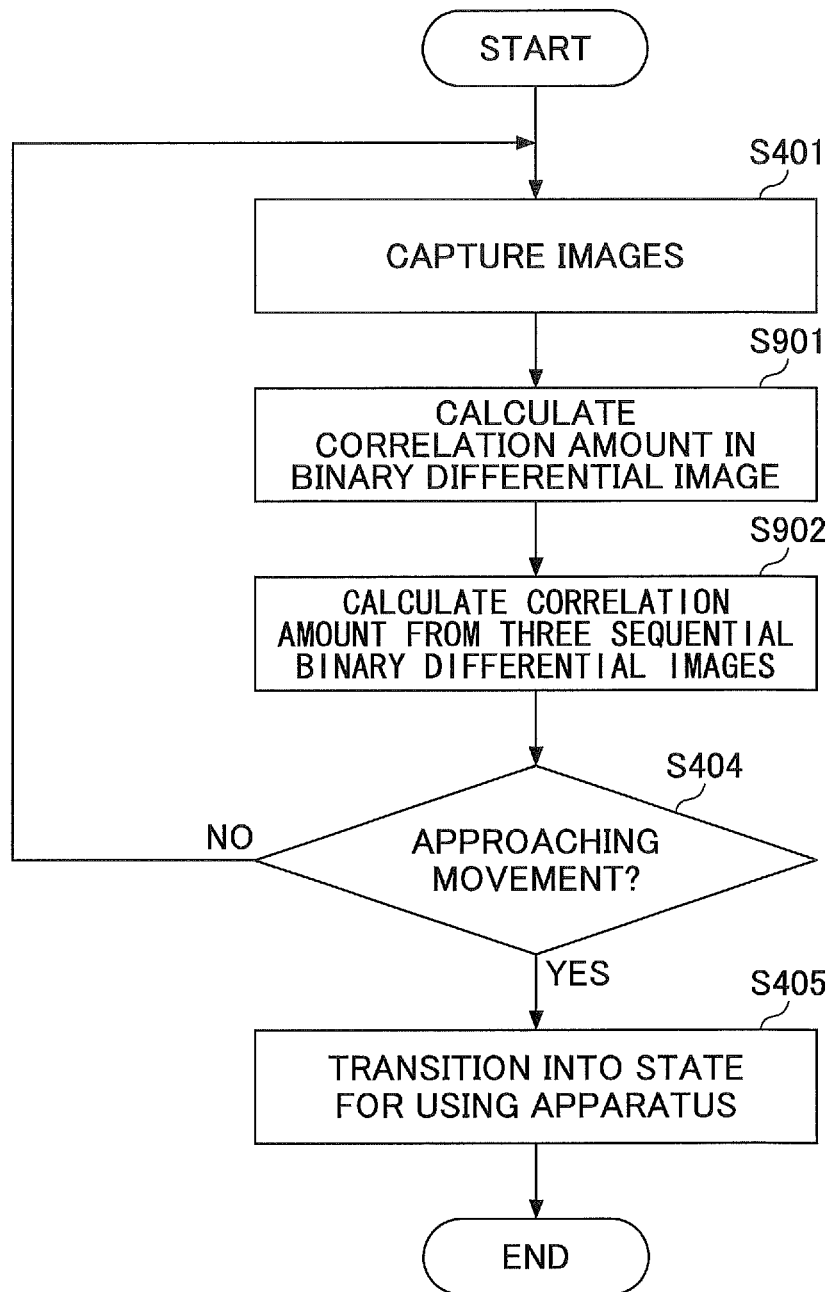 START
S401
CAPTURE IMAGES
S901
CALCULATE
CORRELATION AMOUNT IN
BINARY DIFFERENTIAL IMAGE
S902
CALCULATE CORRELATION
AMOUNT FROM THREE SEQUENTIAL
BINARY DIFFERENTIAL IMAGES
S404
NO
APPROACHING
MOVEMENT?
YES
S405
TRANSITION INTO STATE
FOR USING APPARATUS
END